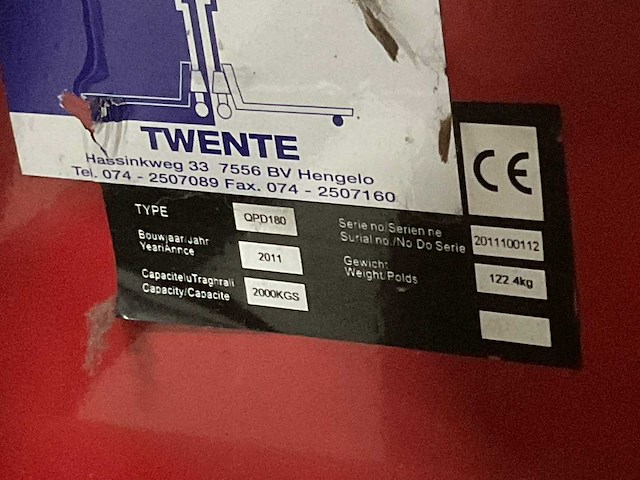 TWENTE
Hassinkweg 33 7556 BV Hengelo
Tel. 074 - 2507089 Fax. 074 - 2507160
CE
TYPE
QPD180
Bouwjaar/Jahr
Year/Annce
2011
Capaciteiu/Traghrali
Capacity/Capacite
2000KGS
Serie no/Serien ne
Surial no./No Do Serie
2011100112
Gewicht
Weight.Polds
122.4kg